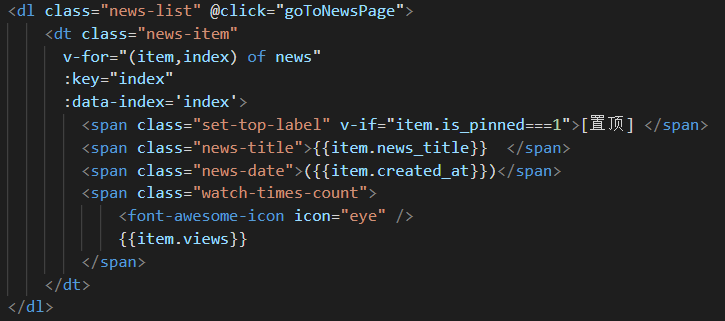 <dl class="news-list" @click="goToNewsPage">
<dt class="news-item"
v-for="(item,index) of news"
:key="index"
:data-index='index'>
<span class="set-top-label" v-if="item.is_pinned===1">[置顶] </span>
<span class="news-title">{{item.news_title}}  </span>
<span class="news-date">({{item.created_at}})</span>
<span class="watch-times-count">
<font-awesome-icon icon="eye" />
{{item.views}}
</span>
</dt>
</dl>